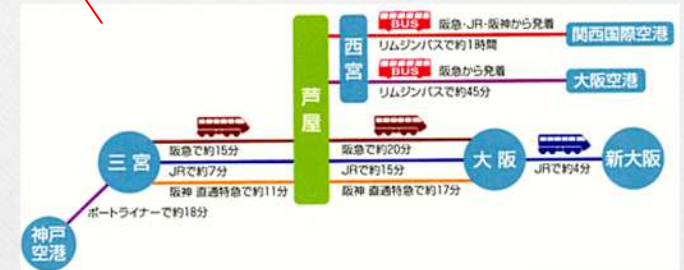 BUS 阪急・JR・阪神から発着
リムジンバスで約1時間
関西国際空港
西宮
BUS 阪急から発着
リムジンバスで約45分
大阪空港
芦屋
三宮
阪急で約15分
JRで約7分
阪神 直通特急で約11分
阪急で約20分
JRで約15分
阪神 直通特急で約17分
大阪
JRで約4分
新大阪
ポートライナーで約18分
神戸
空港